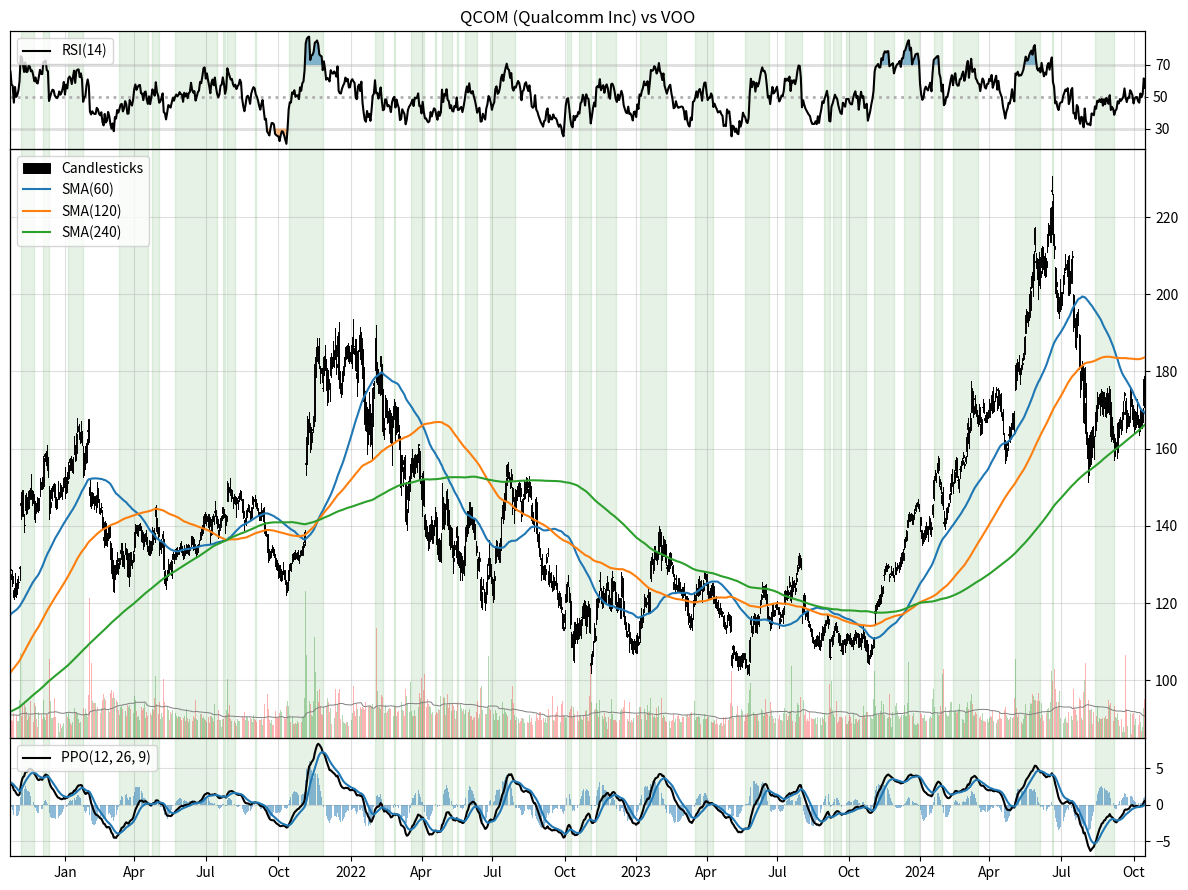 QCOM (Qualcomm Inc) vs VOO
RSI(14)
70
50
30
Candlesticks
SMA(60)
SMA(120)
SMA(240)
220
200
180
160
140
120
100
PPO(12, 26, 9)
5
0
−5
Jan Apr Jul Oct 2022 Apr Jul Oct 2023 Apr Jul Oct 2024 Apr Jul Oct